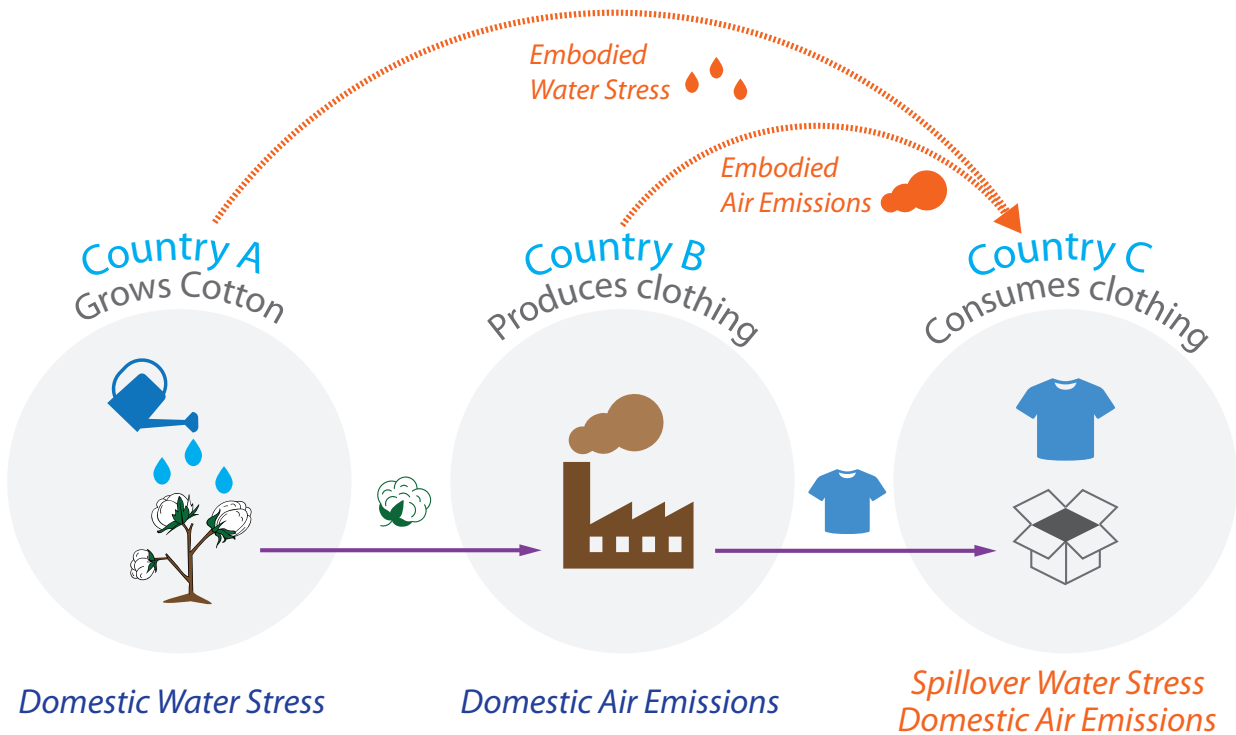 Embodied
Water Stress
Embodied
Air Emissions
Country A
Grows Cotton
Country B
Produces clothing
Country C
Consumes clothing
Domestic Water Stress
Domestic Air Emissions
Spillover Water Stress
Domestic Air Emissions